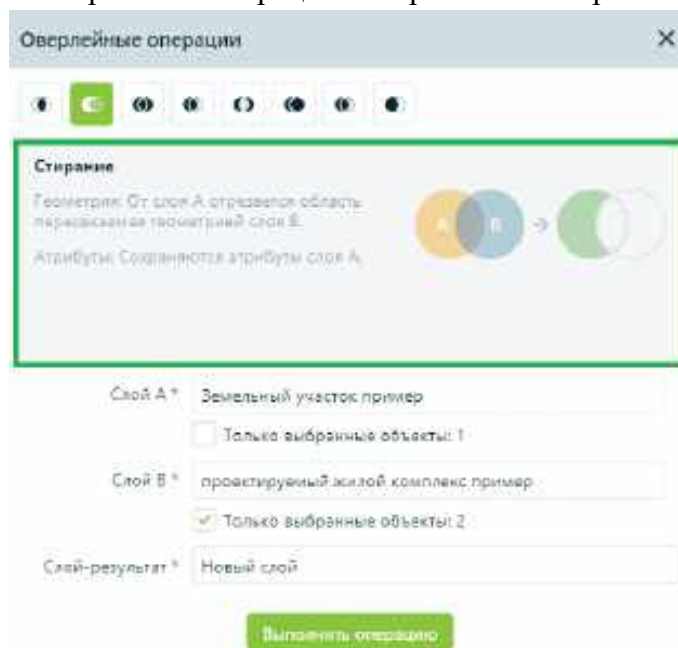 Оверлейные операции
Стирание
Геометрия: От слоя А отрезается область
пересекаемая геометрией слоя В.
Атрибуты: Сохраняются атрибуты слоя А.
А В
Слой А * Земельный участок пример
Только выбранные объекты: 1
Слой В * проектируемый жилой комплекс пример
Только выбранные объекты: 2
Слой-результат * Новый слой
Выполнить операцию